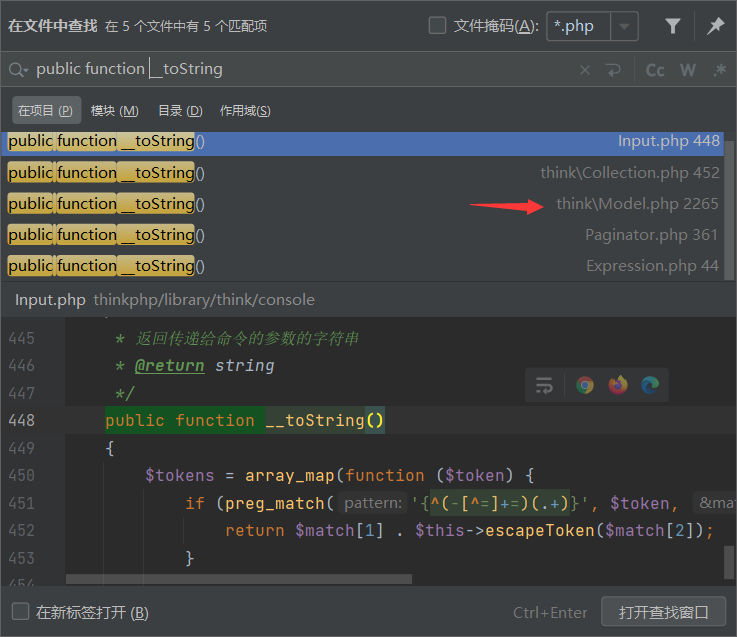 在文件中查找 在 5 个文件中有 5 个匹配项 文件掩码(A): *.php
public function __toString Cc W .*
在项目 (P) 模块 (M) 目录 (D) 作用域(S)
public function __toString() Input.php 448
public function __toString() think\Collection.php 452
public function __toString() think\Model.php 2265
public function __toString() Paginator.php 361
public function __toString() Expression.php 44
Input.php thinkphp/library/think/console
445 * 返回传递给命令的参数的字符串
446 * @return string
447 */
448 public function __toString()
449 {
450 $tokens = array_map(function ($token) {
451 if (preg_match( pattern: '{^(-[^=]+=)(.+)}', $token, &mat
452 return $match[1] . $this->escapeToken($match[2]);
453 }
454
在新标签打开 (B) Ctrl+Enter 打开查找窗口